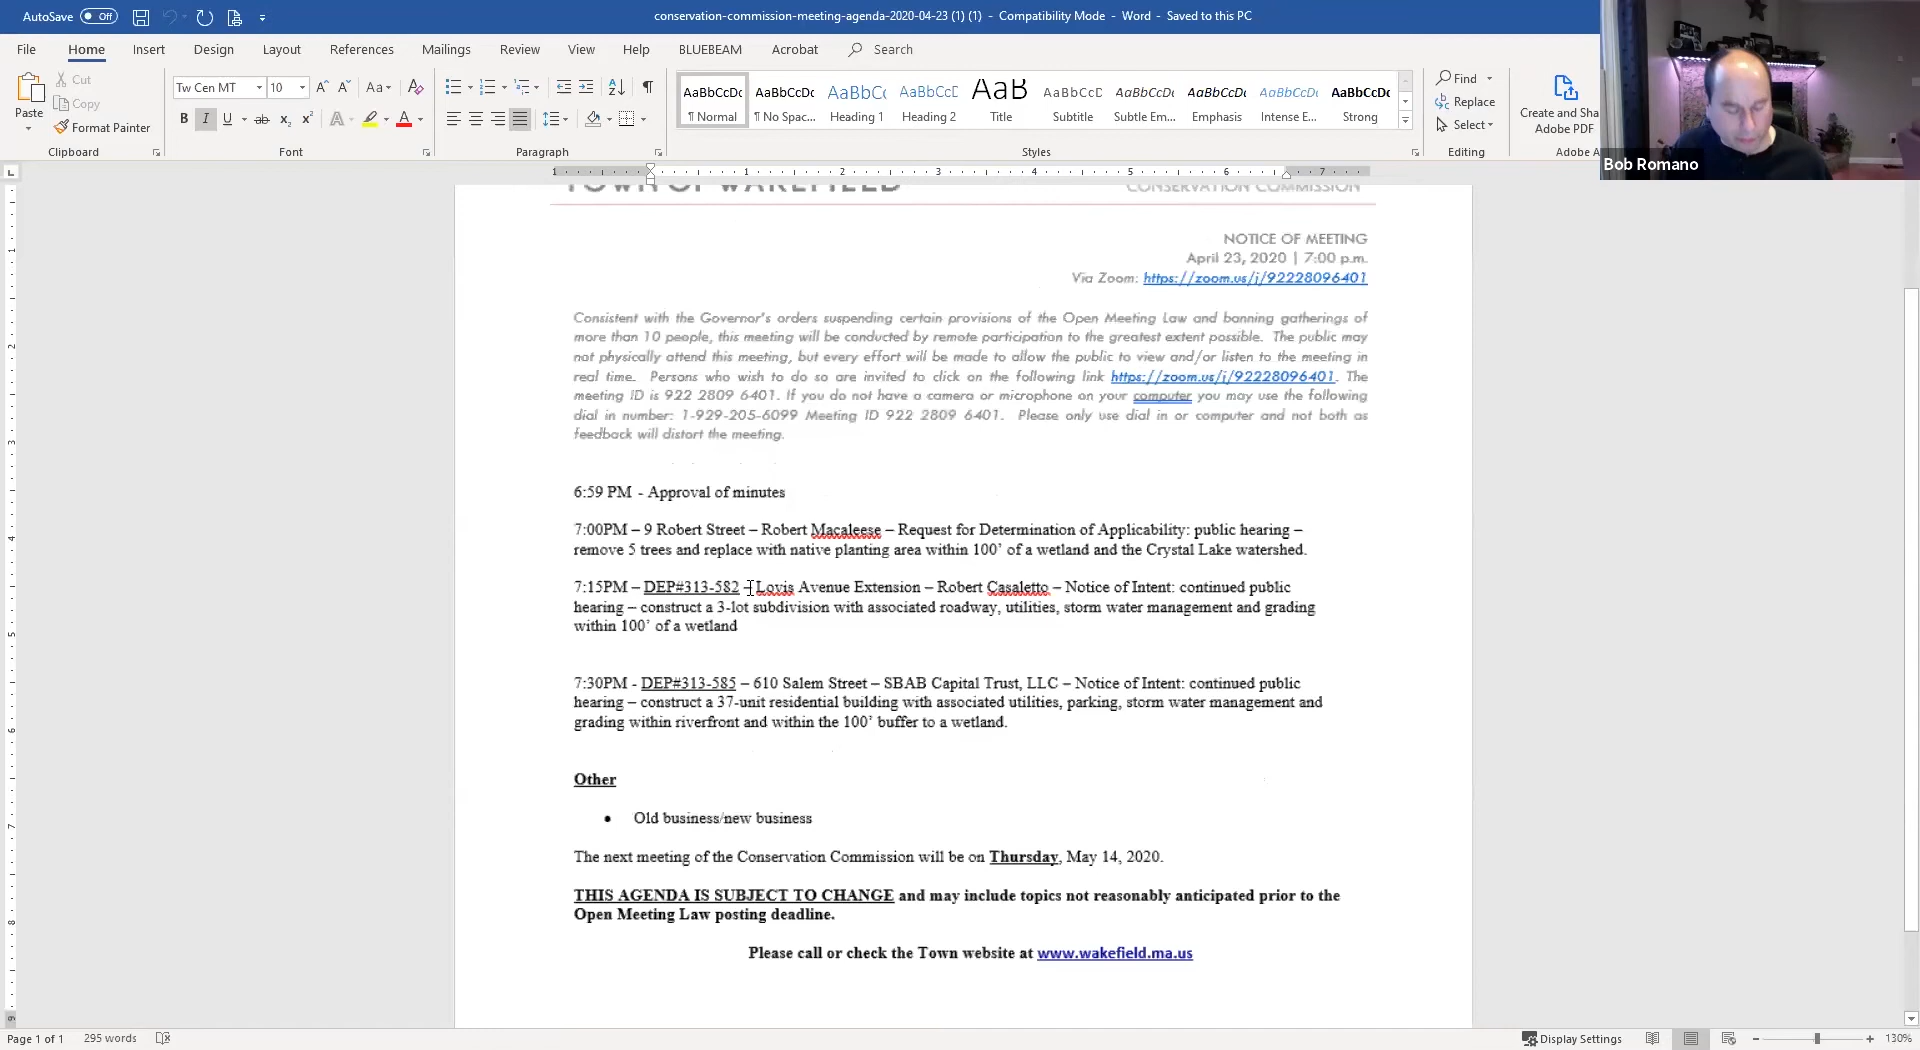 AutoSave Off conservation-commission-meeting-agenda-2020-04-23 (1) (1) - Compatibility Mode - Word - Saved to this PC
File Home Insert Design Layout References Mailings Review View Help BLUEBEAM Acrobat Search
Paste Cut Copy Format Painter
Clipboard
Tw Cen MT 10
Font
Paragraph
AaBbCcDc AaBbCcDc AaBbCc AaBbCcD AaB AaBbCcD AaBbCcDc AaBbCcDc AaBbCcDc AaBbCcDc
¶ Normal ¶ No Spac... Heading 1 Heading 2 Title Subtitle Subtle Em... Emphasis Intense E... Strong
Styles
Find
Replace
Select
Editing
Create and Sha
Adobe PDF
Adobe A
Bob Romano
TOWN OF WAKEFIELD CONSERVATION COMMISSION
NOTICE OF MEETING
April 23, 2020 | 7:00 p.m.
Via Zoom: https://zoom.us/j/92228096401
Consistent with the Governor's orders suspending certain provisions of the Open Meeting Law and banning gatherings of
more than 10 people, this meeting will be conducted by remote participation to the greatest extent possible. The public may
not physically attend this meeting, but every effort will be made to allow the public to view and/or listen to the meeting in
real time. Persons who wish to do so are invited to click on the following link https://zoom.us/j/92228096401. The
meeting ID is 922 2809 6401. If you do not have a camera or microphone on your computer you may use the following
dial in number: 1-929-205-6099 Meeting ID 922 2809 6401. Please only use dial in or computer and not both as
feedback will distort the meeting.
6:59 PM - Approval of minutes
7:00PM – 9 Robert Street – Robert Macaleese – Request for Determination of Applicability: public hearing –
remove 5 trees and replace with native planting area within 100' of a wetland and the Crystal Lake watershed.
7:15PM – DEP#313-582 – Lovis Avenue Extension – Robert Casaletto – Notice of Intent: continued public
hearing – construct a 3-lot subdivision with associated roadway, utilities, storm water management and grading
within 100' of a wetland
7:30PM - DEP#313-585 – 610 Salem Street – SBAB Capital Trust, LLC – Notice of Intent: continued public
hearing – construct a 37-unit residential building with associated utilities, parking, storm water management and
grading within riverfront and within the 100' buffer to a wetland.
Other
• Old business/new business
The next meeting of the Conservation Commission will be on Thursday, May 14, 2020.
THIS AGENDA IS SUBJECT TO CHANGE and may include topics not reasonably anticipated prior to the
Open Meeting Law posting deadline.
Please call or check the Town website at www.wakefield.ma.us
Page 1 of 1 295 words Display Settings 130%